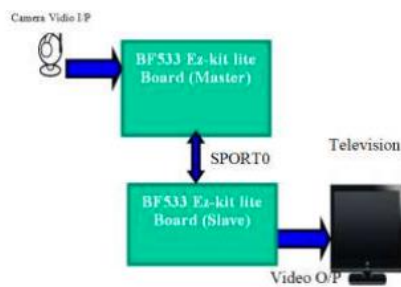 Camera Vidio I/P
BF533 Ez-kit lite
Board (Master)
SPORT0
Television
BF533 Ez-kit lite
Board (Slave)
Video O/P